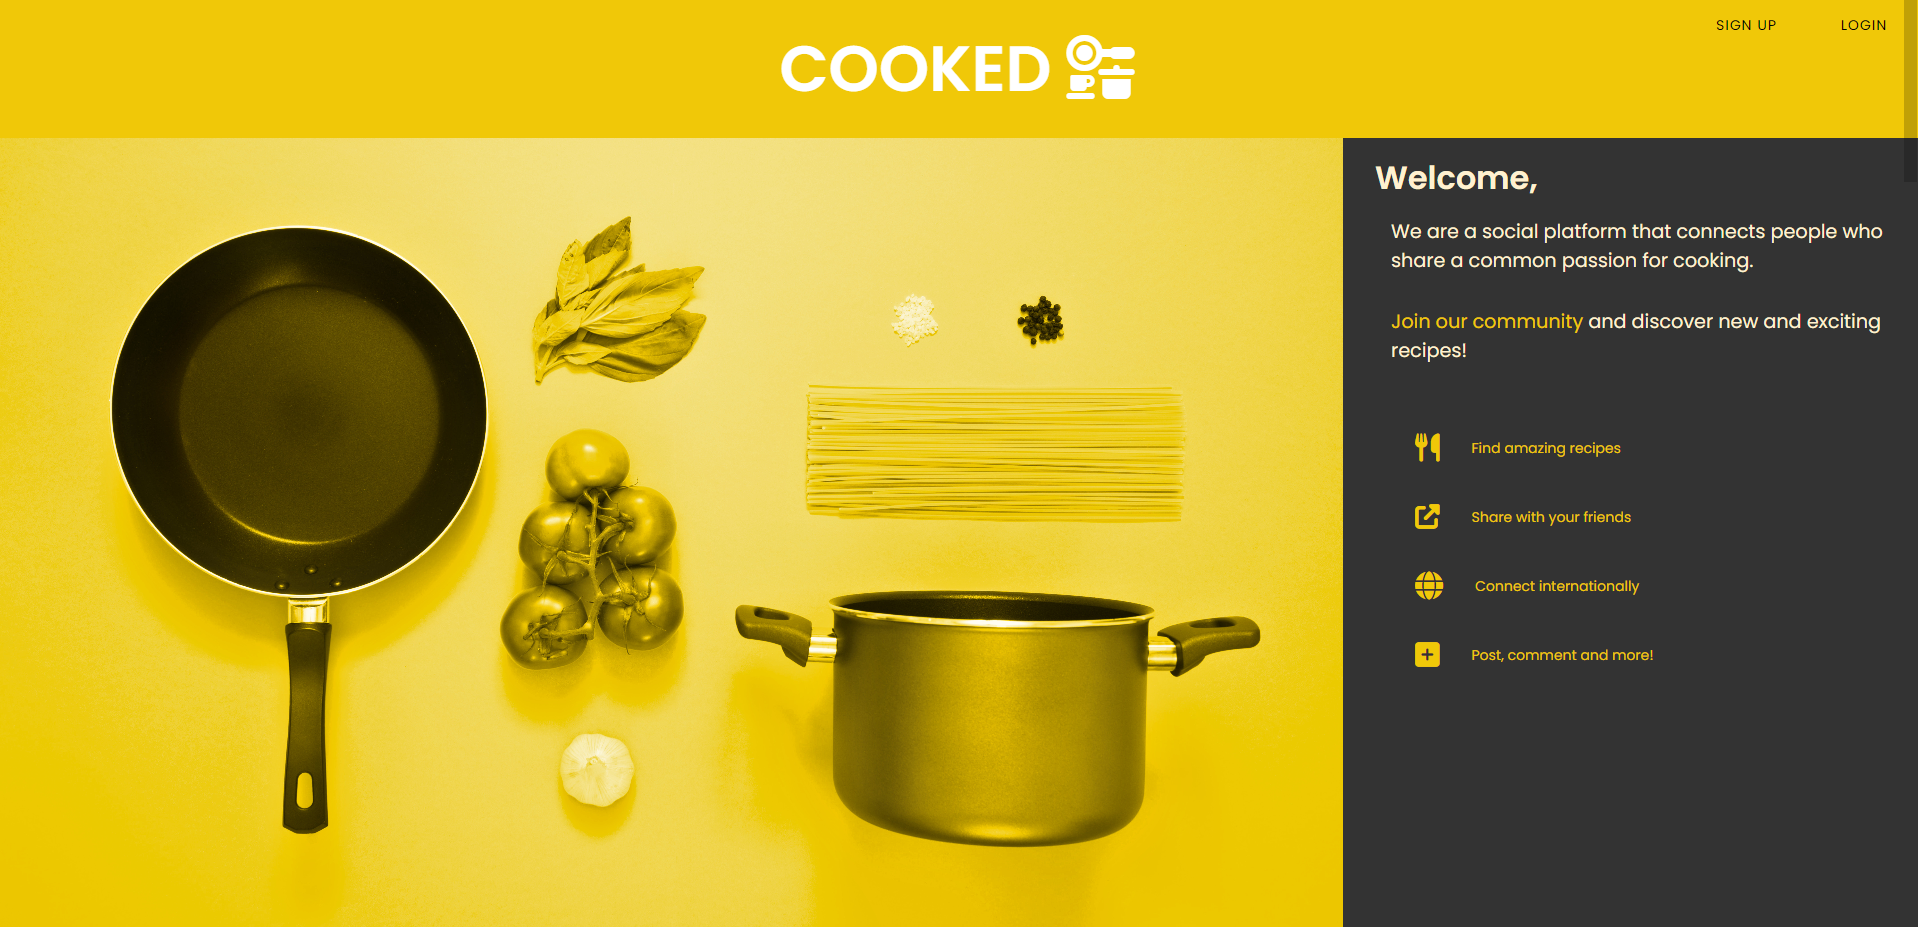 SIGN UP LOGIN
COOKED
Welcome,
We are a social platform that connects people who
share a common passion for cooking.
Join our community and discover new and exciting
recipes!
Find amazing recipes
Share with your friends
Connect internationally
Post, comment and more!